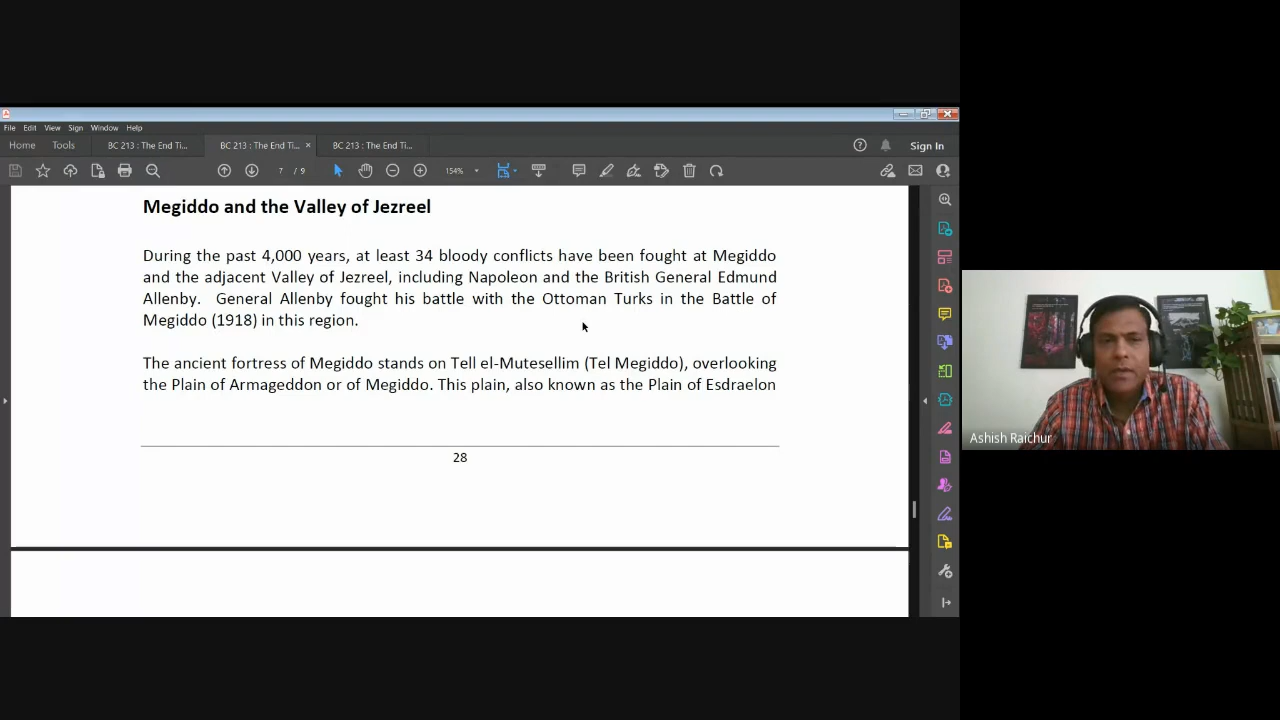 File Edit View Sign Window Help
Home Tools BC 213 : The End Ti... BC 213 : The End Ti... × BC 213 : The End Ti... Sign In
7 / 9 154%
Megiddo and the Valley of Jezreel
During the past 4,000 years, at least 34 bloody conflicts have been fought at Megiddo
and the adjacent Valley of Jezreel, including Napoleon and the British General Edmund
Allenby. General Allenby fought his battle with the Ottoman Turks in the Battle of
Megiddo (1918) in this region.
The ancient fortress of Megiddo stands on Tell el-Mutesellim (Tel Megiddo), overlooking
the Plain of Armageddon or of Megiddo. This plain, also known as the Plain of Esdraelon
28
Ashish Raichur